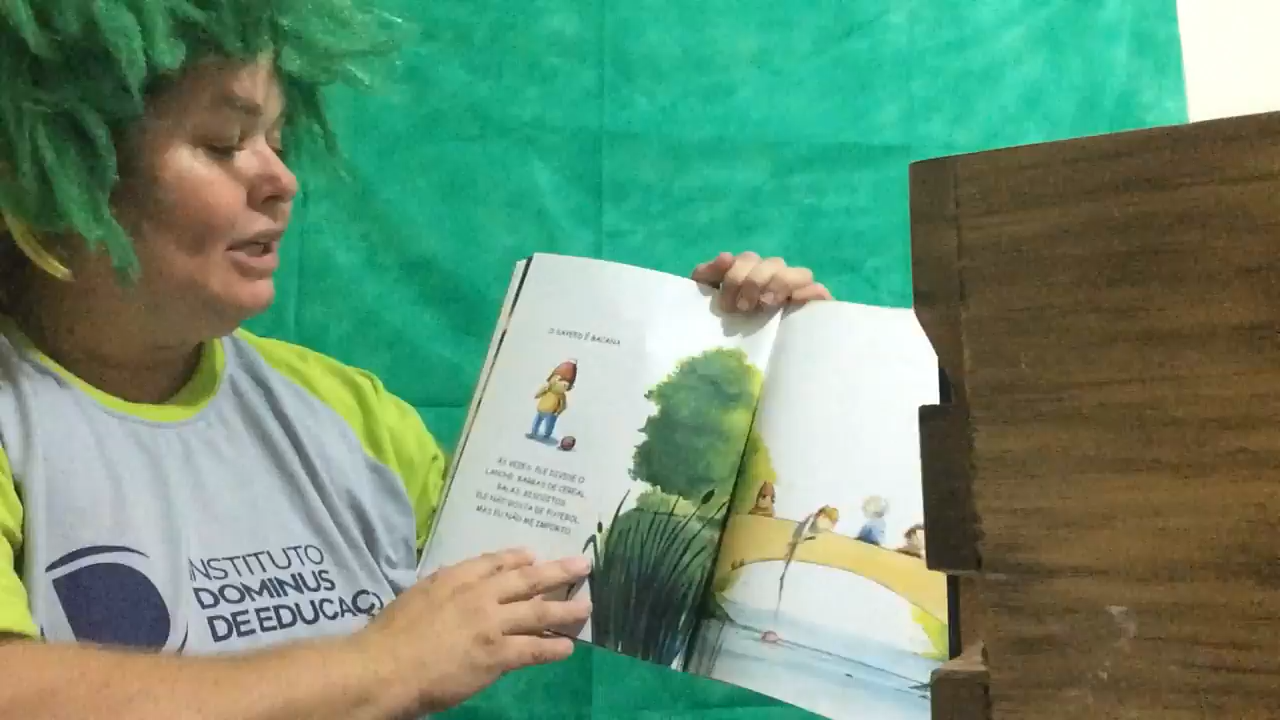 O XAVECO É BACANA
ÀS VEZES, ELE DIVIDE O
LANCHE: BARRAS DE CEREAL,
BALAS, BISCOITOS.
ELE NÃO GOSTA DE FUTEBOL,
MAS EU NÃO ME IMPORTO.
INSTITUTO
DOMINUS
DE EDUCAÇ